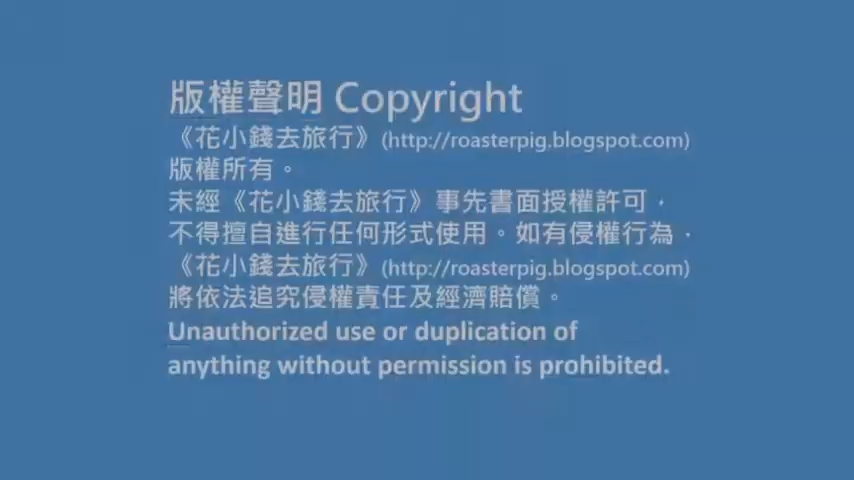 版權聲明 Copyright
《花小錢去旅行》(http://roasterpig.blogspot.com)
版權所有。
未經《花小錢去旅行》事先書面授權許可，
不得擅自進行任何形式使用。如有侵權行為，
《花小錢去旅行》(http://roasterpig.blogspot.com)
將依法追究侵權責任及經濟賠償。
Unauthorized use or duplication of
anything without permission is prohibited.